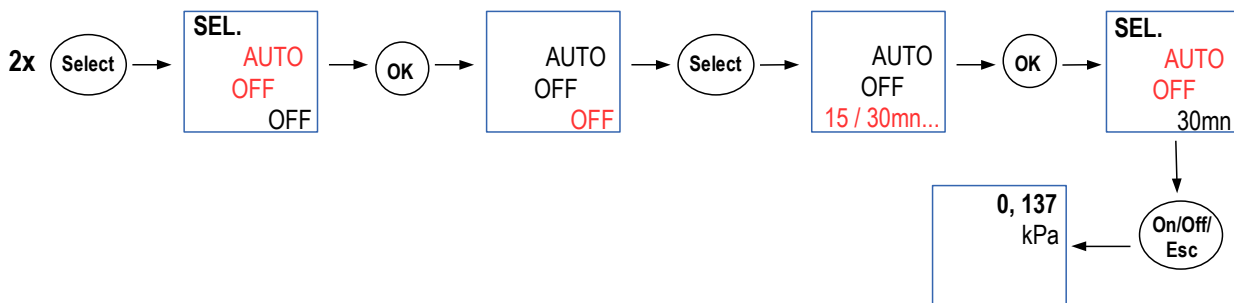 2x
Select
SEL.
AUTO
OFF
OFF
OK
AUTO
OFF
OFF
Select
AUTO
OFF
15 / 30mn...
OK
SEL.
AUTO
OFF
30mn
On/Off/
Esc
0, 137
kPa